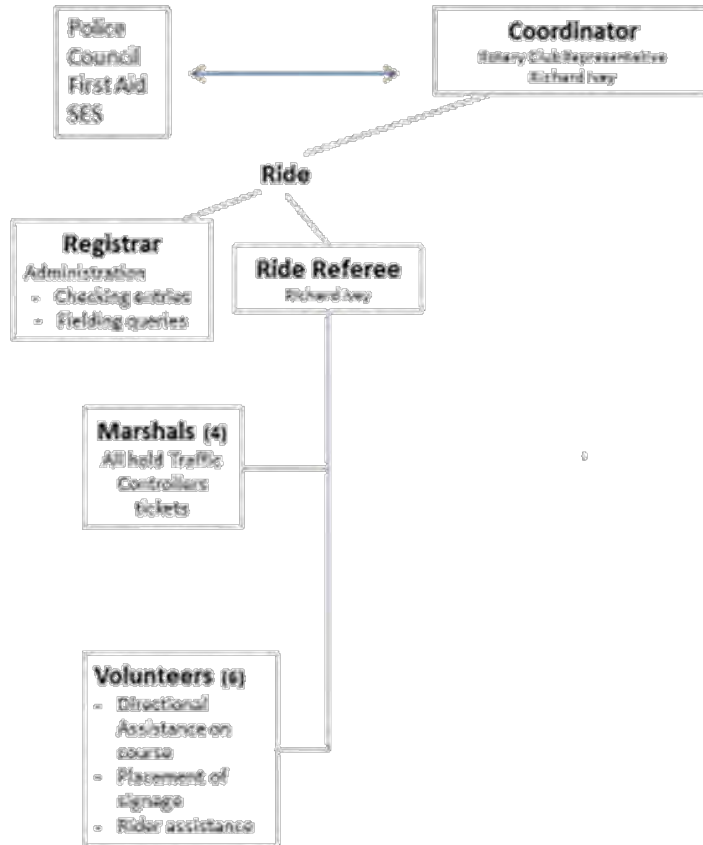 Police
Council
First Aid
SES
Coordinator
Rotary Club Representative
Richard Ivey
Ride
Registrar
Administration
- Checking entries
- Fielding queries
Ride Referee
Richard Ivey
Marshals (4)
All hold Traffic
Controllers
tickets
Volunteers (6)
- Directional
Assistance on
course
- Placement of
signage
- Rider assistance